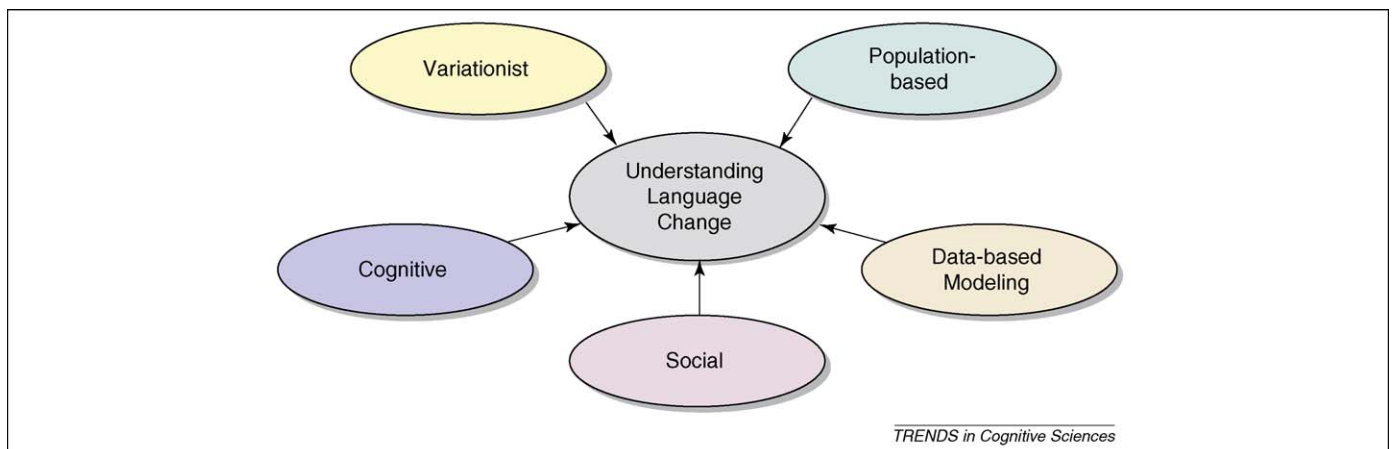 Variationist
Population-
based
Understanding
Language
Change
Cognitive
Data-based
Modeling
Social
TRENDS in Cognitive Sciences